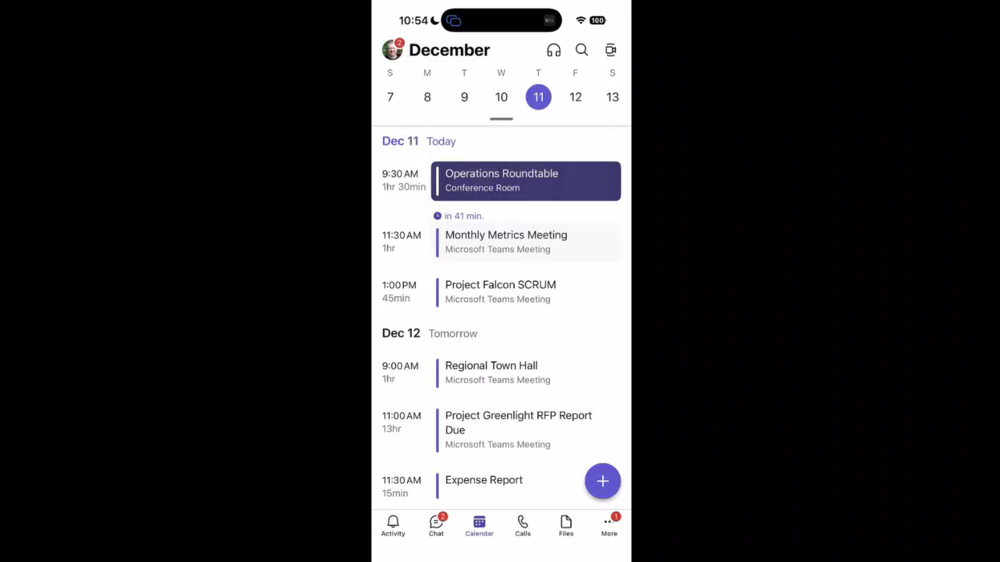 10:54
100
2
December
S M T W T F S
7 8 9 10 11 12 13
Dec 11 Today
9:30 AM Operations Roundtable
1hr 30min Conference Room
in 41 min.
11:30 AM Monthly Metrics Meeting
1hr Microsoft Teams Meeting
1:00 PM Project Falcon SCRUM
45min Microsoft Teams Meeting
Dec 12 Tomorrow
9:00 AM Regional Town Hall
1hr Microsoft Teams Meeting
11:00 AM Project Greenlight RFP Report
13hr Due
Microsoft Teams Meeting
11:30 AM Expense Report
15min
2 1
Activity Chat Calendar Calls Files More